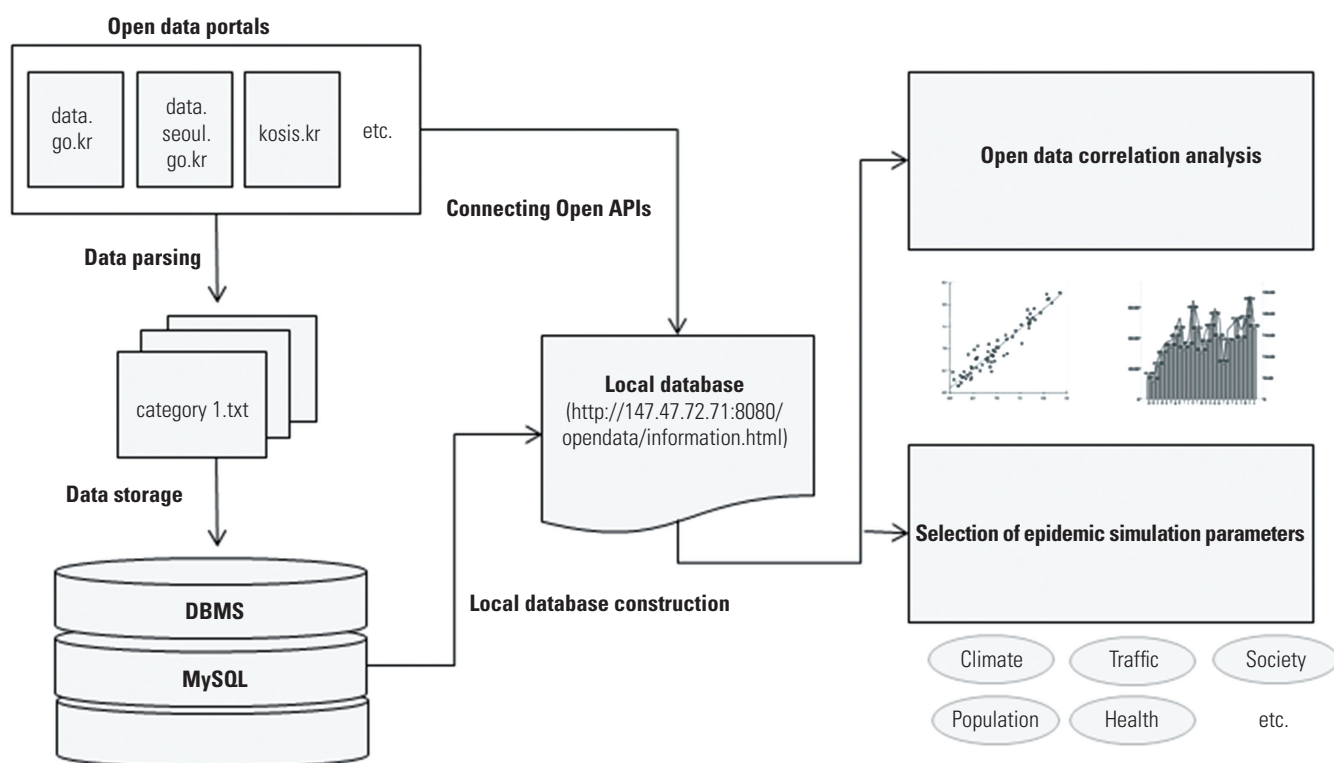 Open data portals
data.
go.kr
data.
seoul.
go.kr
kosis.kr
etc.
Connecting Open APIs
Data parsing
category 1.txt
Data storage
DBMS
MySQL
Local database
(http://147.47.72.71:8080/
opendata/information.html)
Local database construction
Open data correlation analysis
Selection of epidemic simulation parameters
Climate
Traffic
Society
Population
Health
etc.